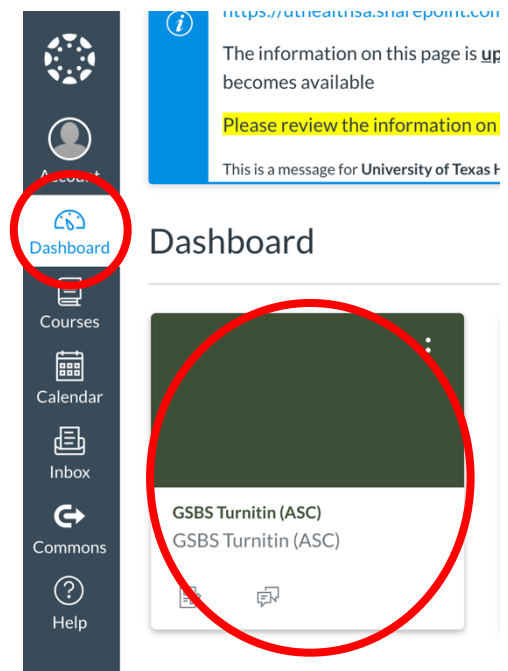 https://uthealthsa.sharepoint.com
The information on this page is up
becomes available
Please review the information on
This is a message for University of Texas H
Account
Dashboard
Courses
Calendar
Inbox
Commons
Help
Dashboard
GSBS Turnitin (ASC)
GSBS Turnitin (ASC)